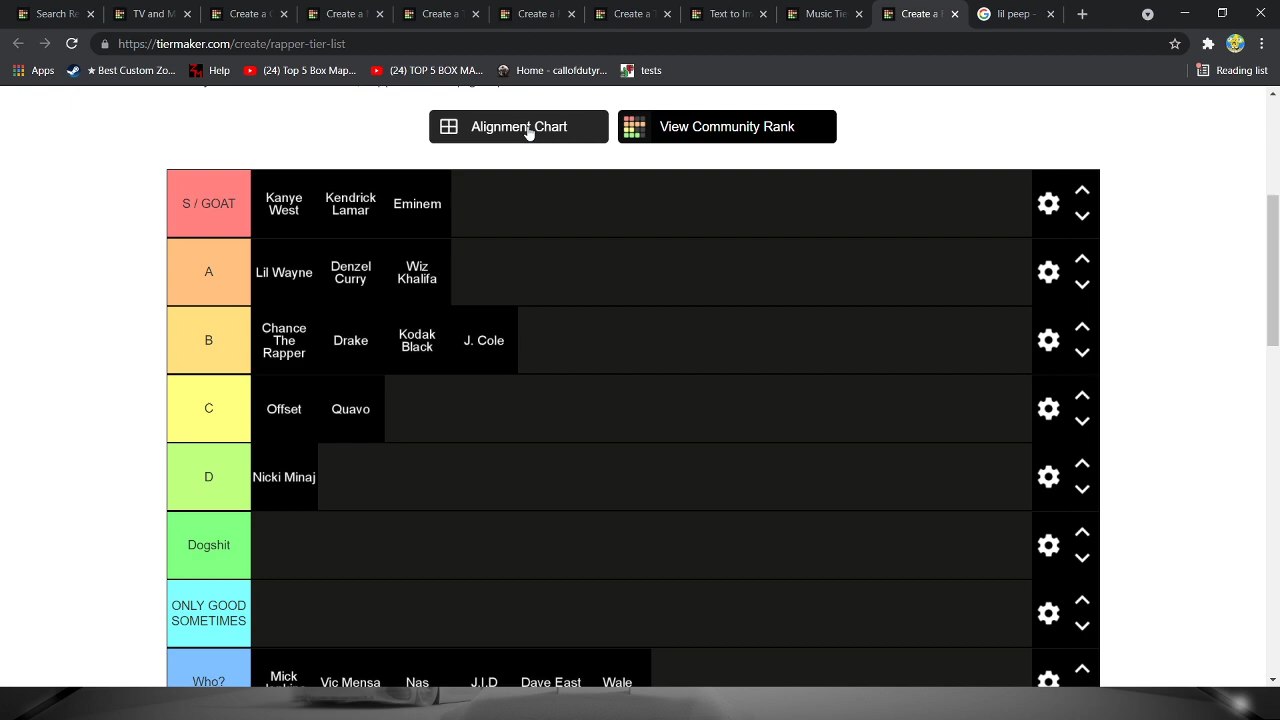 Search Re
TV and M
Create a C
Create a N
Create a T
Create a F
Create a T
Text to Im
Music Tie
Create a F
lil peep -
https://tiermaker.com/create/rapper-tier-list
Apps
★ Best Custom Zo...
Help
(24) Top 5 Box Map...
(24) TOP 5 BOX MA...
Home - callofdutyr...
tests
Reading list
Alignment Chart
View Community Rank
S / GOAT
Kanye
West
Kendrick
Lamar
Eminem
A
Lil Wayne
Denzel
Curry
Wiz
Khalifa
B
Chance
The
Rapper
Drake
Kodak
Black
J. Cole
C
Offset
Quavo
D
Nicki Minaj
Dogshit
ONLY GOOD
SOMETIMES
Who?
Mick
Vic Mensa
Nas
J.I.D
Dave East
Wale